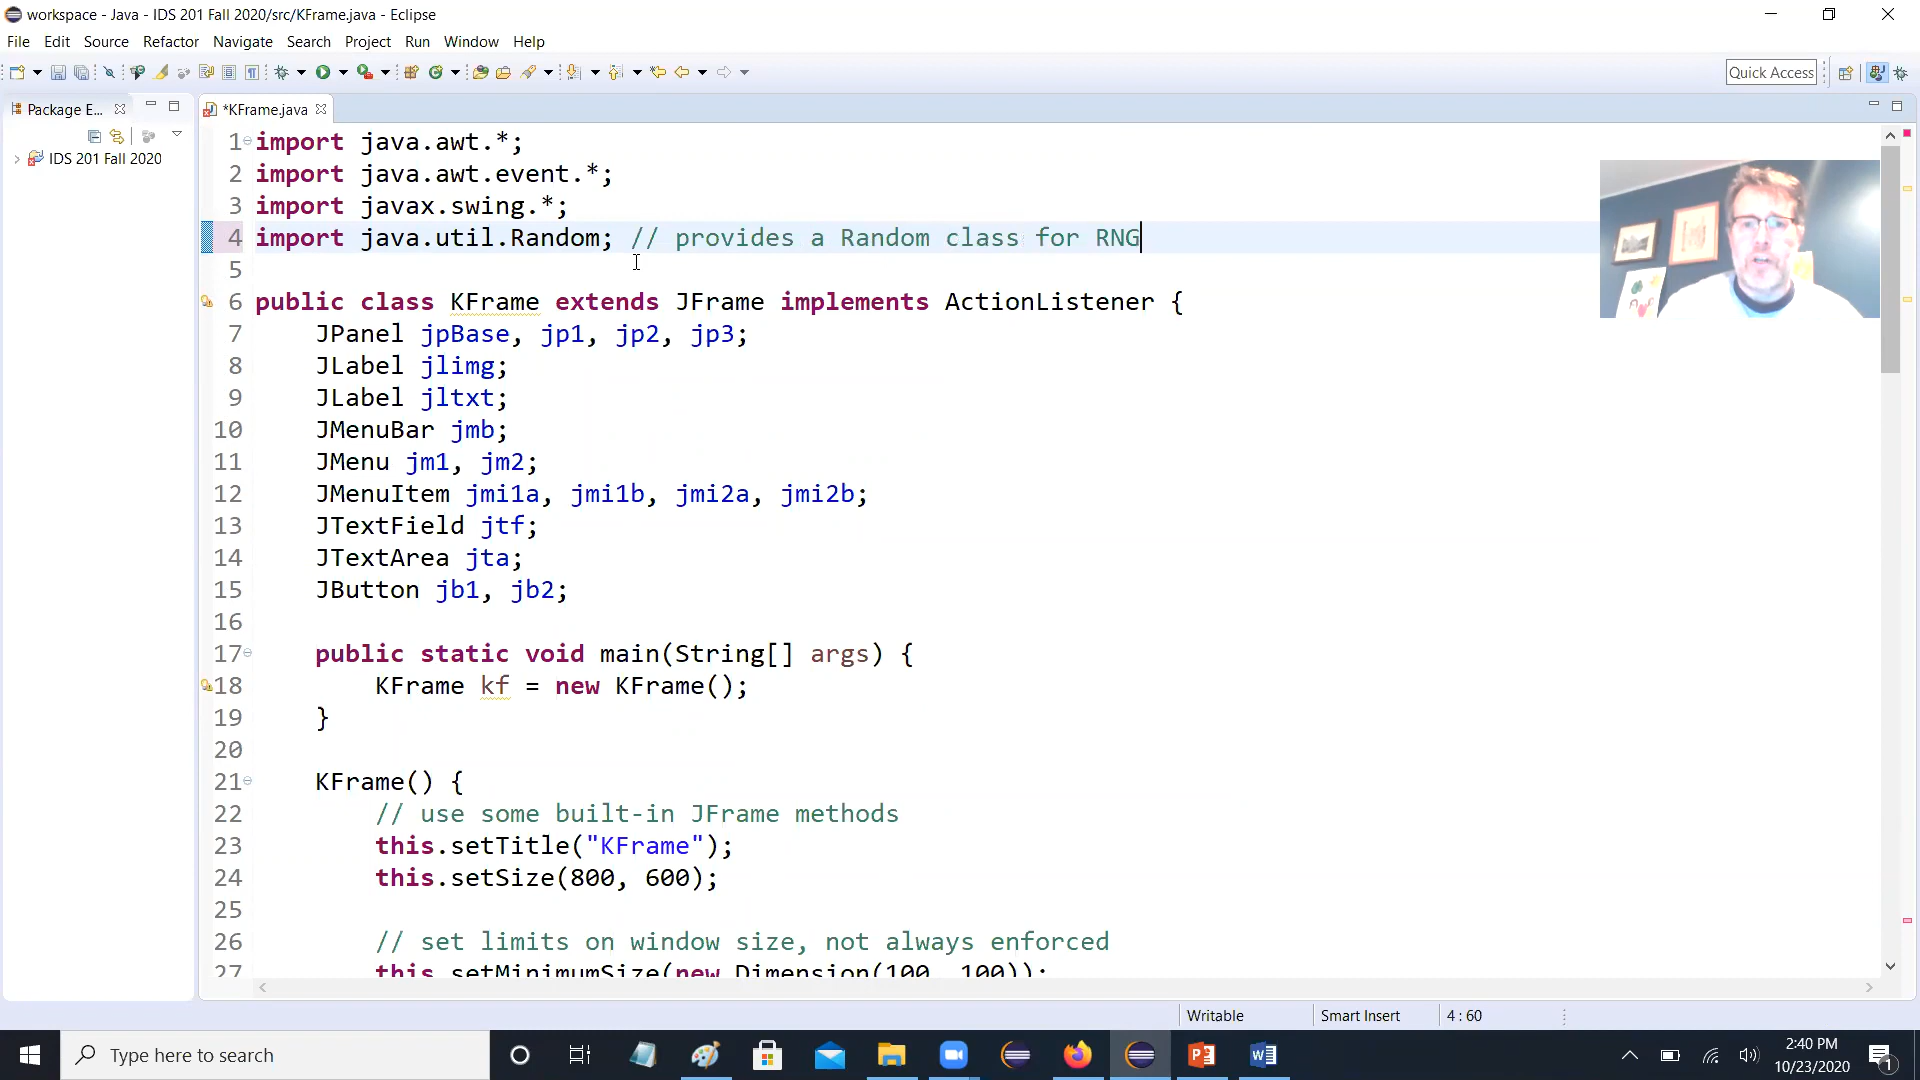 workspace - Java - IDS 201 Fall 2020/src/KFrame.java - Eclipse
File Edit Source Refactor Navigate Search Project Run Window Help
Quick Access
Package E...
*KFrame.java
IDS 201 Fall 2020
1 import java.awt.*;
2 import java.awt.event.*;
3 import javax.swing.*;
4 import java.util.Random; // provides a Random class for RNG
5
6 public class KFrame extends JFrame implements ActionListener {
7 JPanel jpBase, jp1, jp2, jp3;
8 JLabel jlimg;
9 JLabel jltxt;
10 JMenuBar jmb;
11 JMenu jm1, jm2;
12 JMenuItem jmi1a, jmi1b, jmi2a, jmi2b;
13 JTextField jtf;
14 JTextArea jta;
15 JButton jb1, jb2;
16
17 public static void main(String[] args) {
18 KFrame kf = new KFrame();
19 }
20
21 KFrame() {
22 // use some built-in JFrame methods
23 this.setTitle("KFrame");
24 this.setSize(800, 600);
25
26 // set limits on window size, not always enforced
27 this.setMinimumSize(new Dimension(100, 100));
Writable Smart Insert 4 : 60
Type here to search
2:40 PM
10/23/2020
1